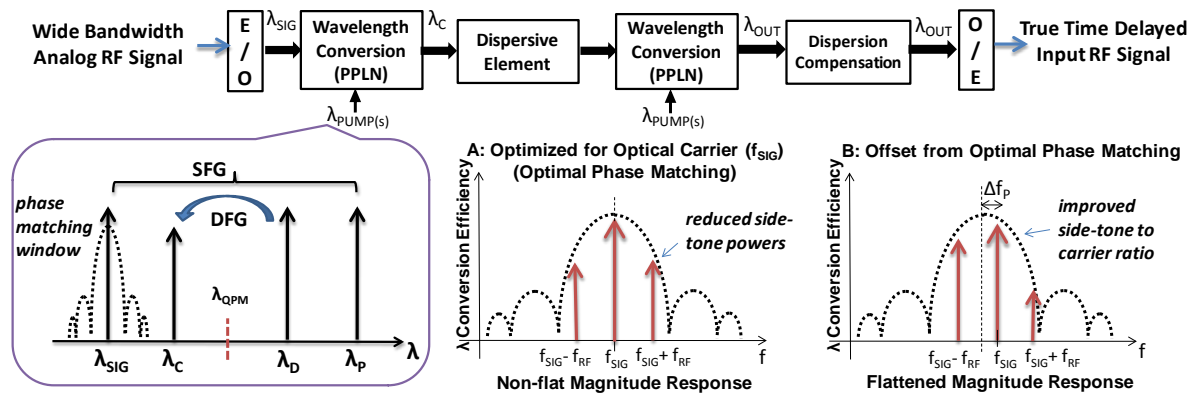 Wide Bandwidth
Analog RF Signal
E
/
O
λSIG
Wavelength
Conversion
(PPLN)
λPUMP(s)
λC
Dispersive
Element
Wavelength
Conversion
(PPLN)
λPUMP(s)
λOUT
Dispersion
Compensation
λOUT
O
/
E
True Time Delayed
Input RF Signal
SFG
phase
matching
window
DFG
λQPM
λSIG
λC
λD
λP
λ
A: Optimized for Optical Carrier (fSIG)
(Optimal Phase Matching)
λ Conversion Efficiency
reduced side-
tone powers
fSIG- fRF
fSIG
fSIG+ fRF
f
Non-flat Magnitude Response
B: Offset from Optimal Phase Matching
λ Conversion Efficiency
ΔfP
improved
side-tone to
carrier ratio
fSIG- fRF
fSIG
fSIG+ fRF
f
Flattened Magnitude Response